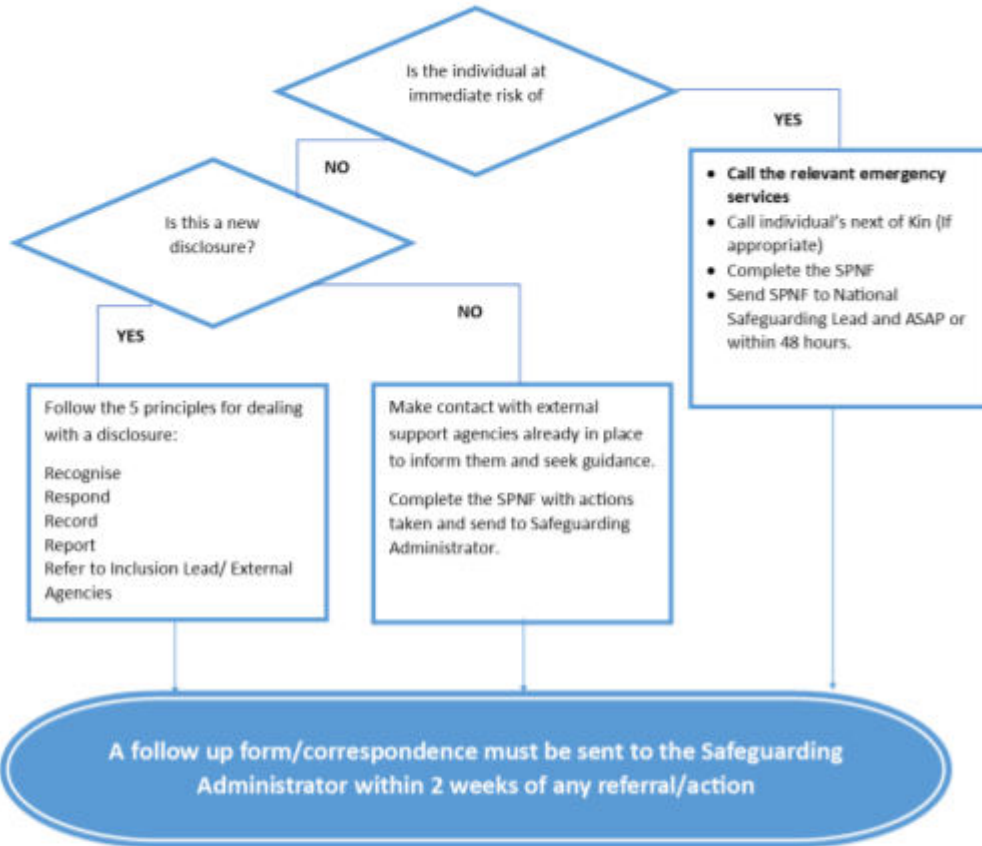 Is the individual at
immediate risk of
YES
NO
• Call the relevant emergency
services
• Call individual's next of Kin (If
appropriate)
• Complete the SPNF
• Send SPNF to National
Safeguarding Lead and ASAP or
within 48 hours.
Is this a new
disclosure?
YES
NO
Follow the 5 principles for dealing
with a disclosure:
Recognise
Respond
Record
Report
Refer to Inclusion Lead/ External
Agencies
Make contact with external
support agencies already in place
to inform them and seek guidance.
Complete the SPNF with actions
taken and send to Safeguarding
Administrator.
A follow up form/correspondence must be sent to the Safeguarding
Administrator within 2 weeks of any referral/action